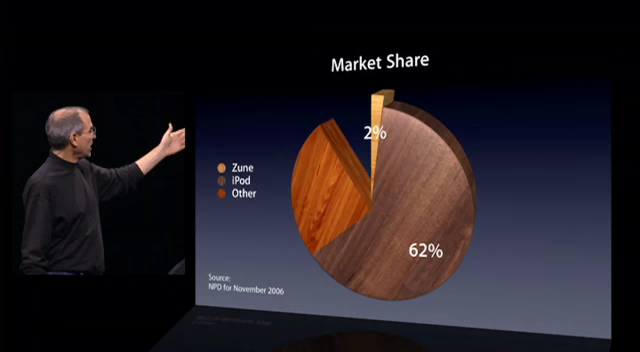 Market Share
2%
Zune
iPod
Other
62%
Source:
NPD for November 2006